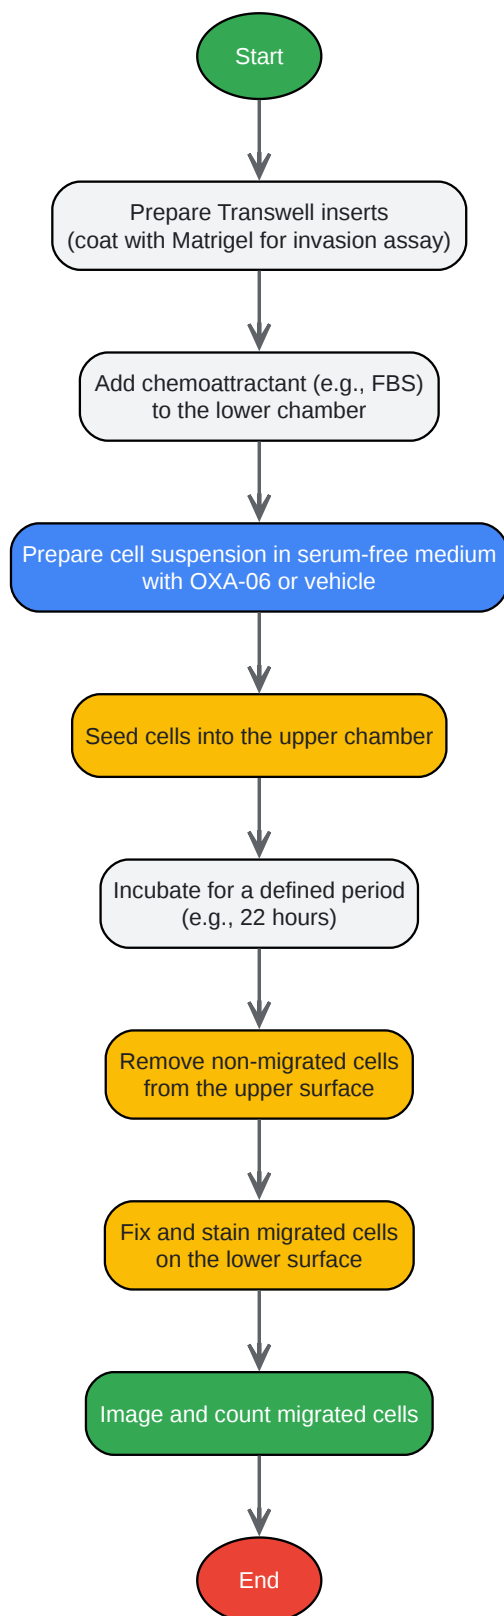 Start
Prepare Transwell inserts
(coat with Matrigel for invasion assay)
Add chemoattractant (e.g., FBS)
to the lower chamber
Prepare cell suspension in serum-free medium
with OXA-06 or vehicle
Seed cells into the upper chamber
Incubate for a defined period
(e.g., 22 hours)
Remove non-migrated cells
from the upper surface
Fix and stain migrated cells
on the lower surface
Image and count migrated cells
End